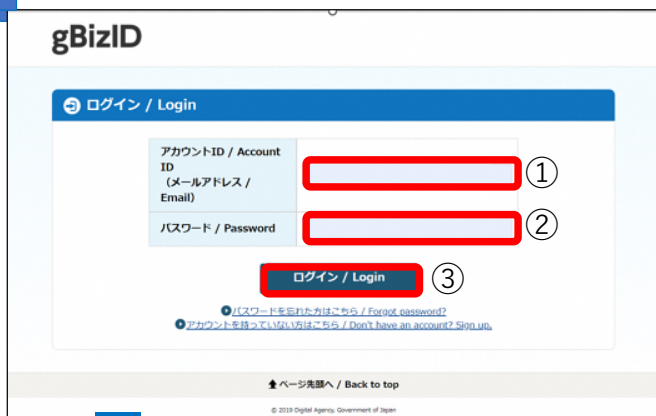 gBizID
ログイン / Login
アカウントID / Account
ID
（メールアドレス /
Email）
①
パスワード / Password
②
ログイン / Login
③
パスワードを忘れた方はこちら / Forgot password?
アカウントを持っていない方はこちら / Don't have an account? Sign up.
ページ先頭へ / Back to top
© 2019 Digital Agency, Government of Japan